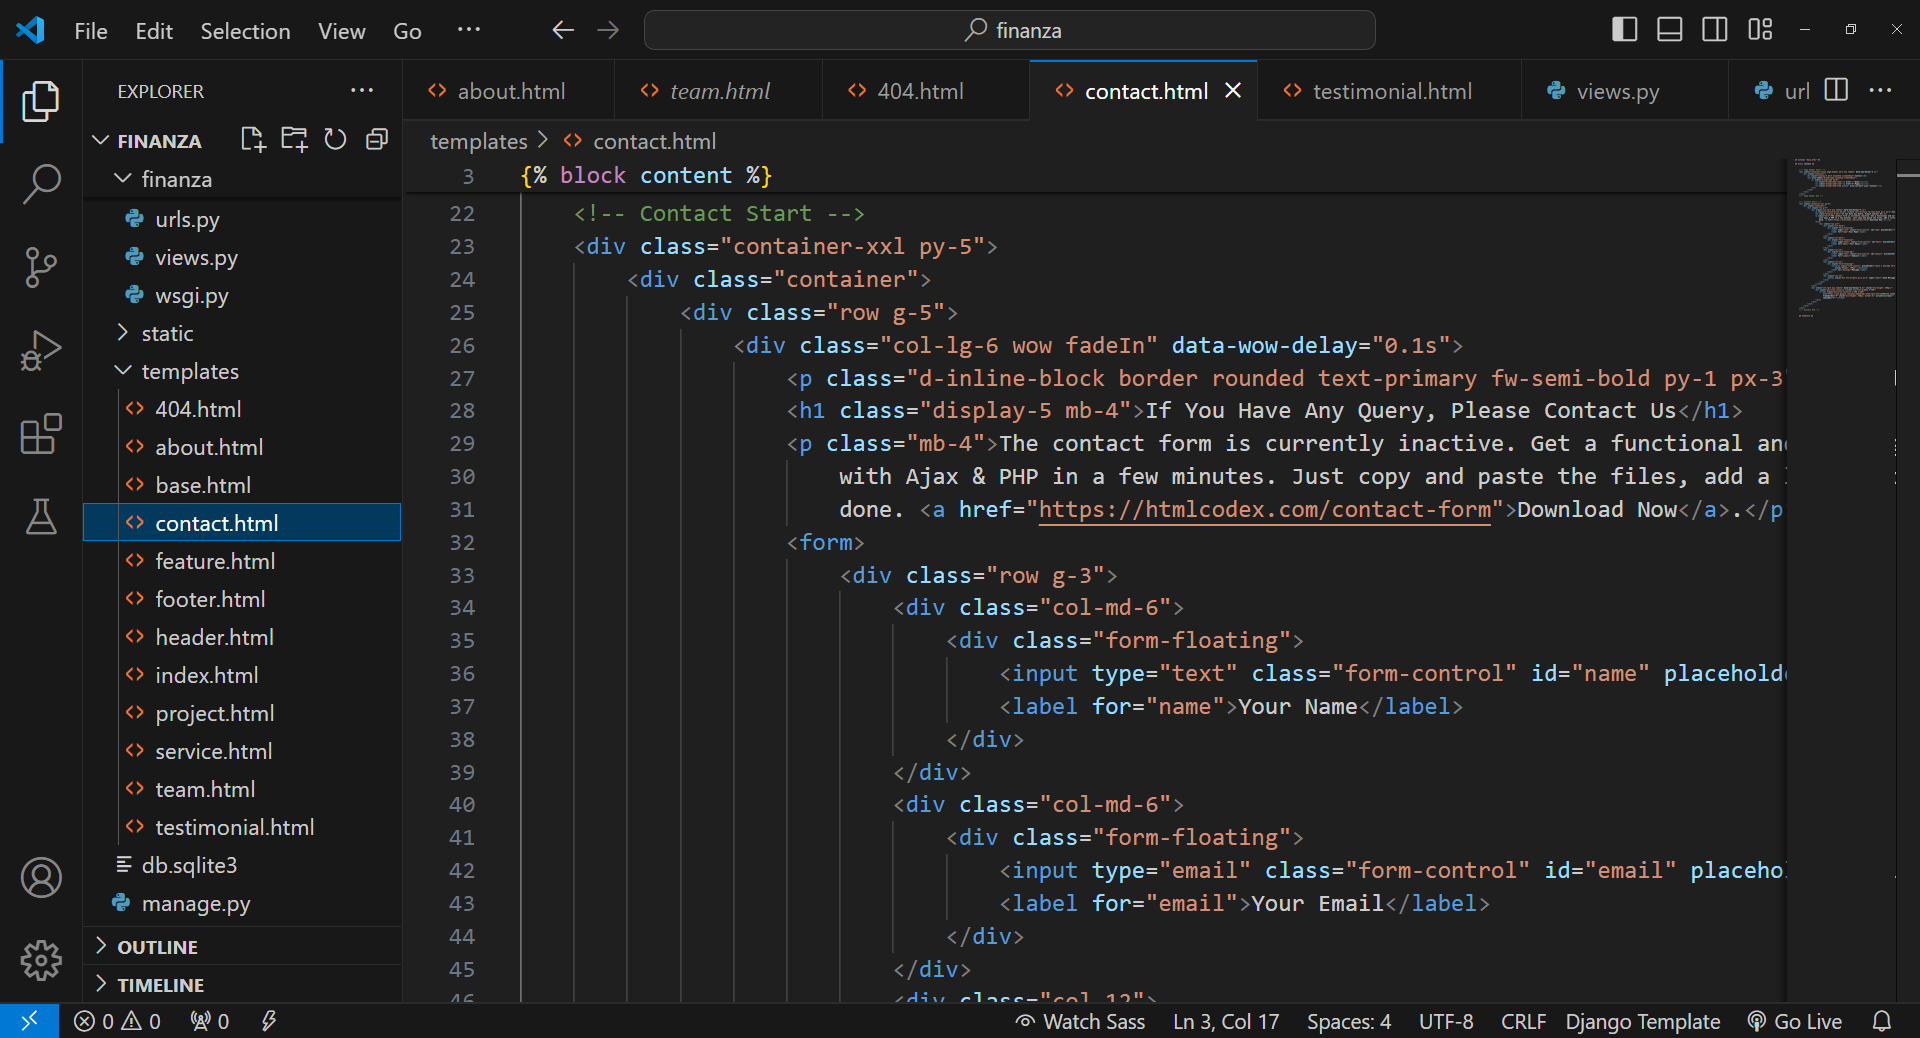 File Edit Selection View Go ··· finanza
EXPLORER ···
FINANZA
finanza
urls.py
views.py
wsgi.py
static
templates
404.html
about.html
base.html
contact.html
feature.html
footer.html
header.html
index.html
project.html
service.html
team.html
testimonial.html
db.sqlite3
manage.py
OUTLINE
TIMELINE
about.html team.html 404.html contact.html testimonial.html views.py url ···
templates > contact.html
3 {% block content %}
22 <!-- Contact Start -->
23 <div class="container-xxl py-5">
24 <div class="container">
25 <div class="row g-5">
26 <div class="col-lg-6 wow fadeIn" data-wow-delay="0.1s">
27 <p class="d-inline-block border rounded text-primary fw-semi-bold py-1 px-3
28 <h1 class="display-5 mb-4">If You Have Any Query, Please Contact Us</h1>
29 <p class="mb-4">The contact form is currently inactive. Get a functional an
30 with Ajax & PHP in a few minutes. Just copy and paste the files, add a
31 done. <a href="https://htmlcodex.com/contact-form">Download Now</a>.</p
32 <form>
33 <div class="row g-3">
34 <div class="col-md-6">
35 <div class="form-floating">
36 <input type="text" class="form-control" id="name" placehold
37 <label for="name">Your Name</label>
38 </div>
39 </div>
40 <div class="col-md-6">
41 <div class="form-floating">
42 <input type="email" class="form-control" id="email" placeho
43 <label for="email">Your Email</label>
44 </div>
45 </div>
46 <div class="col-12">
0 0 0 Watch Sass Ln 3, Col 17 Spaces: 4 UTF-8 CRLF Django Template Go Live